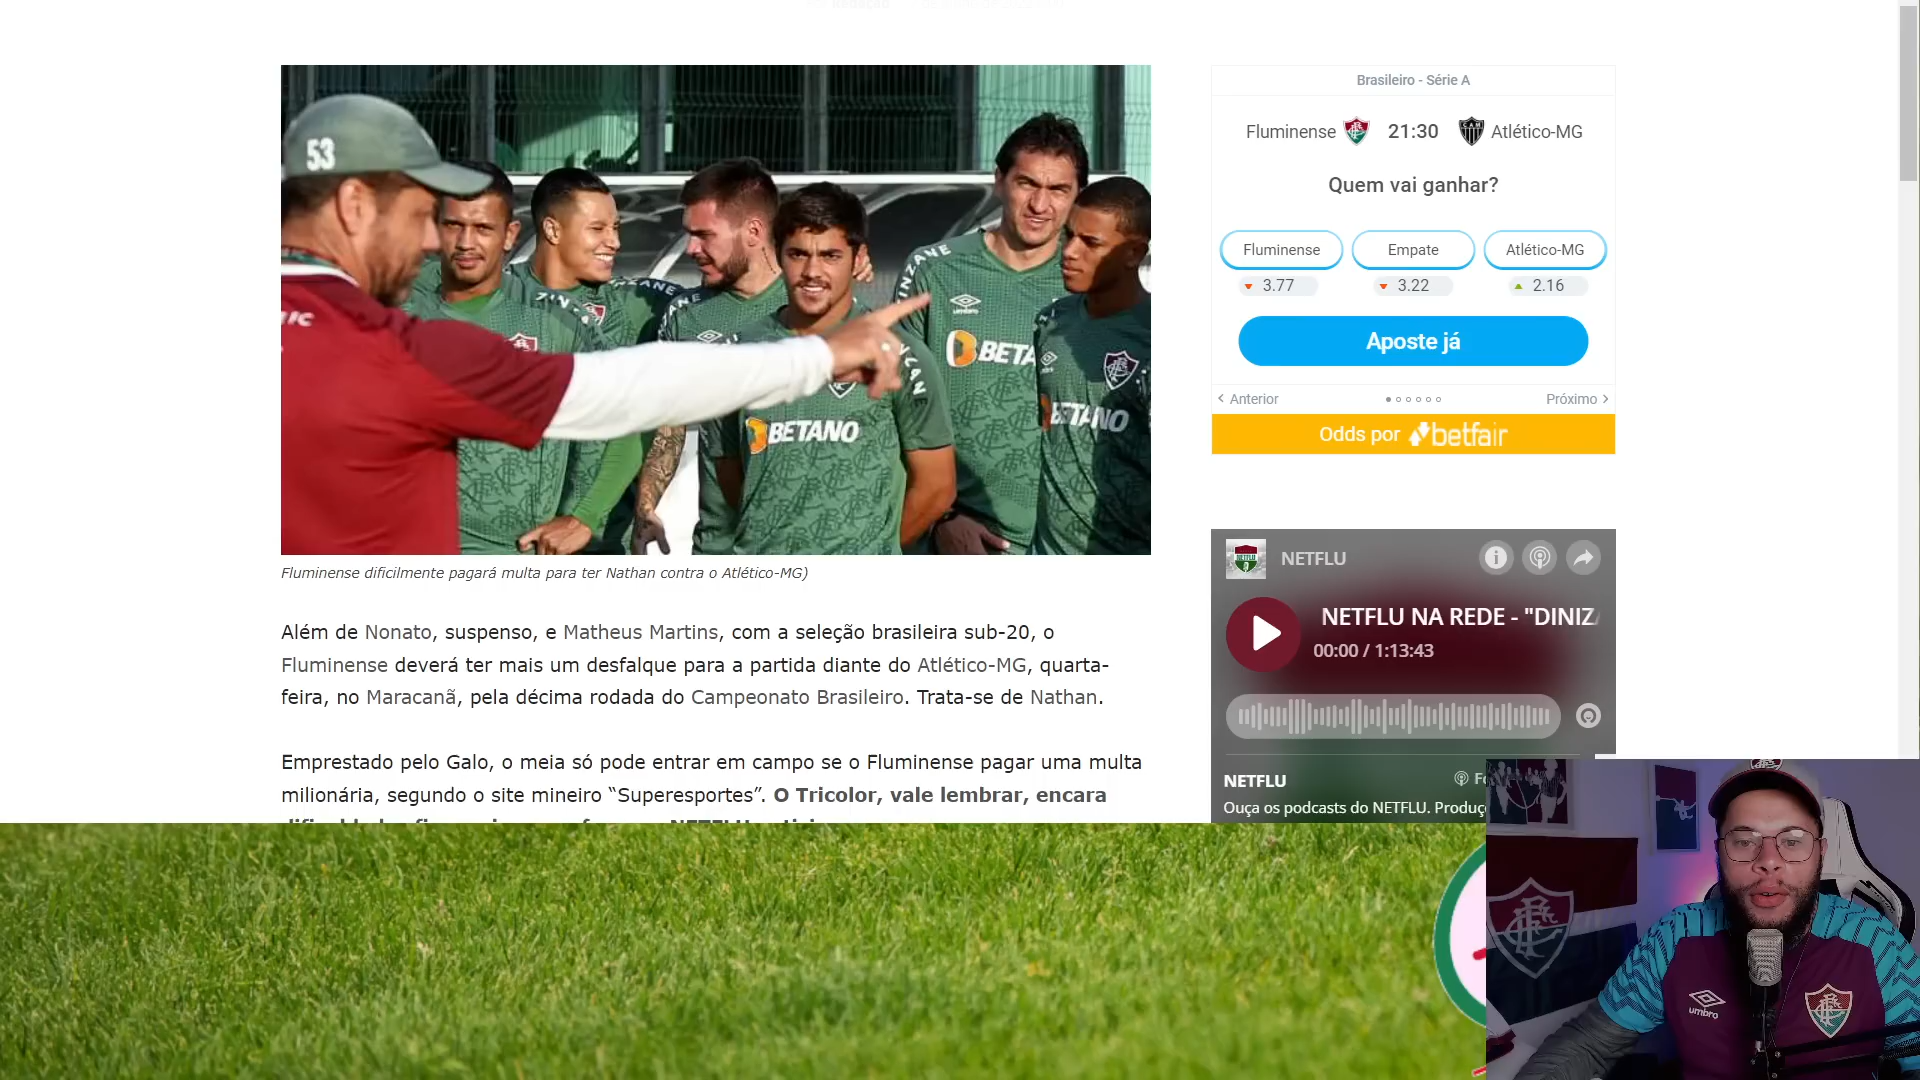 Por Redação
53
BETANO
BETANO
umbro
Fluminense dificilmente pagará multa para ter Nathan contra o Atlético-MG)
Além de Nonato, suspenso, e Matheus Martins, com a seleção brasileira sub-20, o
Fluminense deverá ter mais um desfalque para a partida diante do Atlético-MG, quarta-
feira, no Maracanã, pela décima rodada do Campeonato Brasileiro. Trata-se de Nathan.
Emprestado pelo Galo, o meia só pode entrar em campo se o Fluminense pagar uma multa
milionária, segundo o site mineiro “Superesportes”. O Tricolor, vale lembrar, encara
Brasileiro - Série A
Fluminense 21:30 Atlético-MG
Quem vai ganhar?
Fluminense Empate Atlético-MG
3.77 3.22 2.16
Aposte já
Anterior Próximo
Odds por betfair
NETFLU
NETFLU NA REDE - "DINIZ
00:00 / 1:13:43
NETFLU
Ouça os podcasts do NETFLU. Produç
umbro